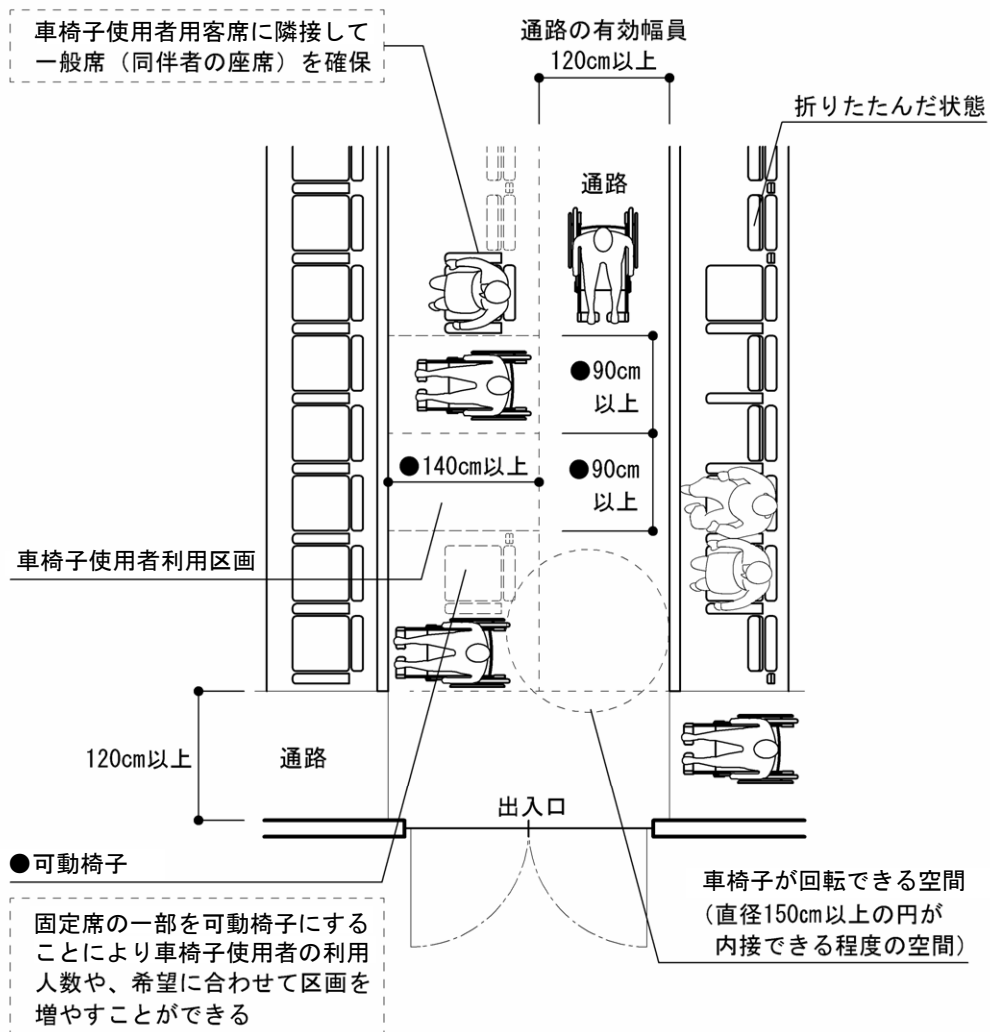 車椅子使用者用客席に隣接して
一般席（同伴者の座席）を確保
通路の有効幅員
120cm以上
折りたたんだ状態
通路
●90cm
以上
●140cm以上
●90cm
以上
車椅子使用者利用区画
120cm以上
通路
出入口
●可動椅子
固定席の一部を可動椅子にする
ことにより車椅子使用者の利用
人数や、希望に合わせて区画を
増やすことができる
車椅子が回転できる空間
（直径150cm以上の円が
内接できる程度の空間）